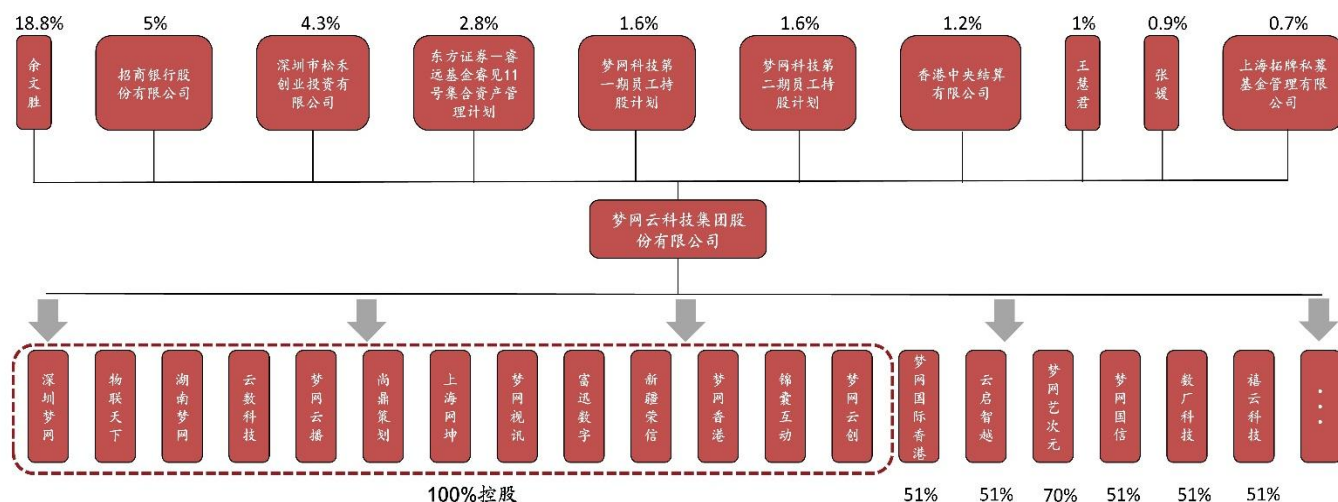 18.8%
5%
4.3%
2.8%
1.6%
1.6%
1.2%
1%
0.9%
0.7%
余文胜
招商银行股
份有限公司
深圳市松禾
创业投资有
限公司
东方证券－睿
远基金睿见11
号集合资产管
理计划
梦网科技第
一期员工持
股计划
梦网科技第
二期员工持
股计划
香港中央结算
有限公司
王慧君
张媛
上海拓牌私募
基金管理有限
公司
梦网云科技集团股
份有限公司
深圳梦网
物联天下
湖南梦网
云数科技
梦网云播
尚鼎策划
上海网坤
梦网视讯
富迅数字
新疆荣信
梦网香港
锦囊互动
梦网云创
梦网国际香港
云启智越
梦网艺次元
梦网国信
数广科技
禧云科技
...
100%控股
51%
51%
70%
51%
51%
51%